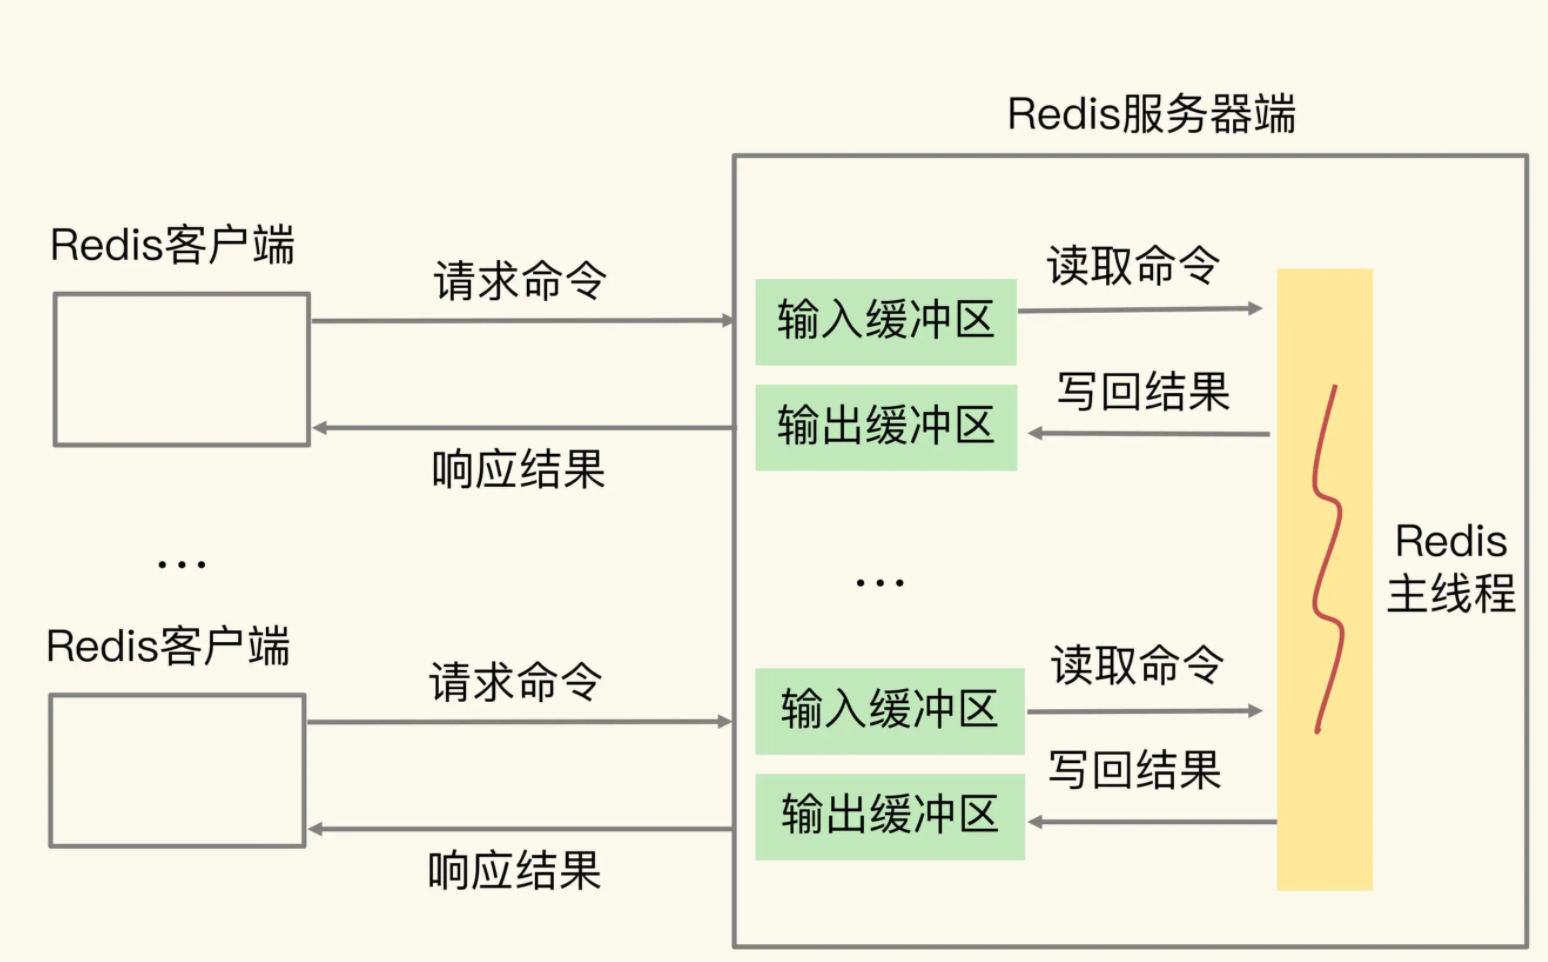 Redis服务器端
Redis客户端
请求命令
输入缓冲区
读取命令
输出缓冲区
写回结果
响应结果
...
...
Redis
主线程
Redis客户端
请求命令
输入缓冲区
读取命令
输出缓冲区
写回结果
响应结果